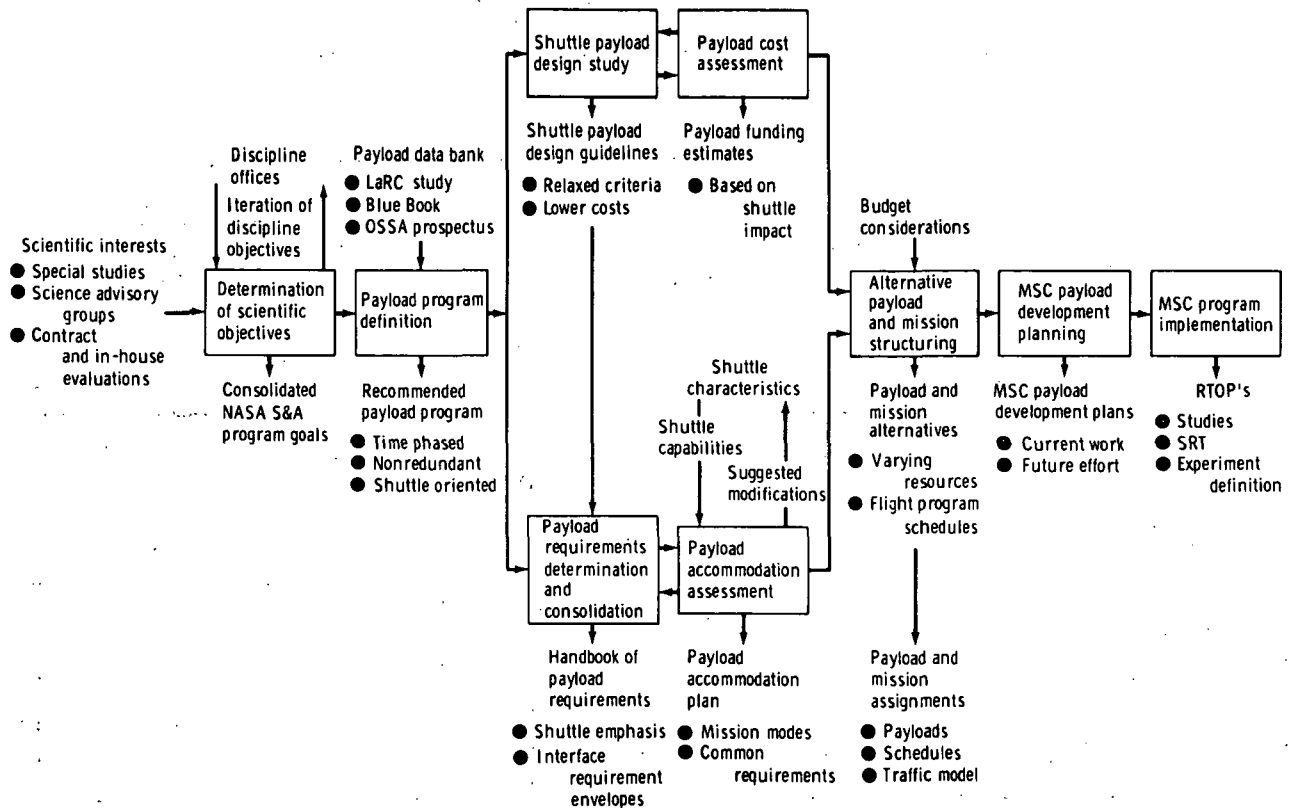 Shuttle payload
design study
Payload cost
assessment
Shuttle payload
design guidelines
● Relaxed criteria
● Lower costs
Payload funding
estimates
● Based on
shuttle
impact
Discipline
offices
Iteration of
discipline
objectives
Payload data bank
● LaRC study
● Blue Book
● OSSA prospectus
Scientific interests
● Special studies
● Science advisory
groups
● Contract
and in-house
evaluations
Determination
of scientific
objectives
Payload program
definition
Consolidated
NASA S&A
program goals
Recommended
payload program
● Time phased
● Nonredundant
● Shuttle oriented
Budget
considerations
Alternative
payload
and mission
structuring
MSC payload
development
planning
MSC program
implementation
Shuttle
characteristics
Shuttle
capabilities
Suggested
modifications
Payload and
mission
alternatives
● Varying
resources
● Flight program
schedules
MSC payload
development plans
● Current work
● Future effort
RTOP's
● Studies
● SRT
● Experiment
definition
Payload
requirements
determination
and
consolidation
Payload
accommodation
assessment
Handbook of
payload
requirements
● Shuttle emphasis
● Interface
requirement
envelopes
Payload
accommodation
plan
● Mission modes
● Common
requirements
Payload and
mission
assignments
● Payloads
● Schedules
● Traffic model